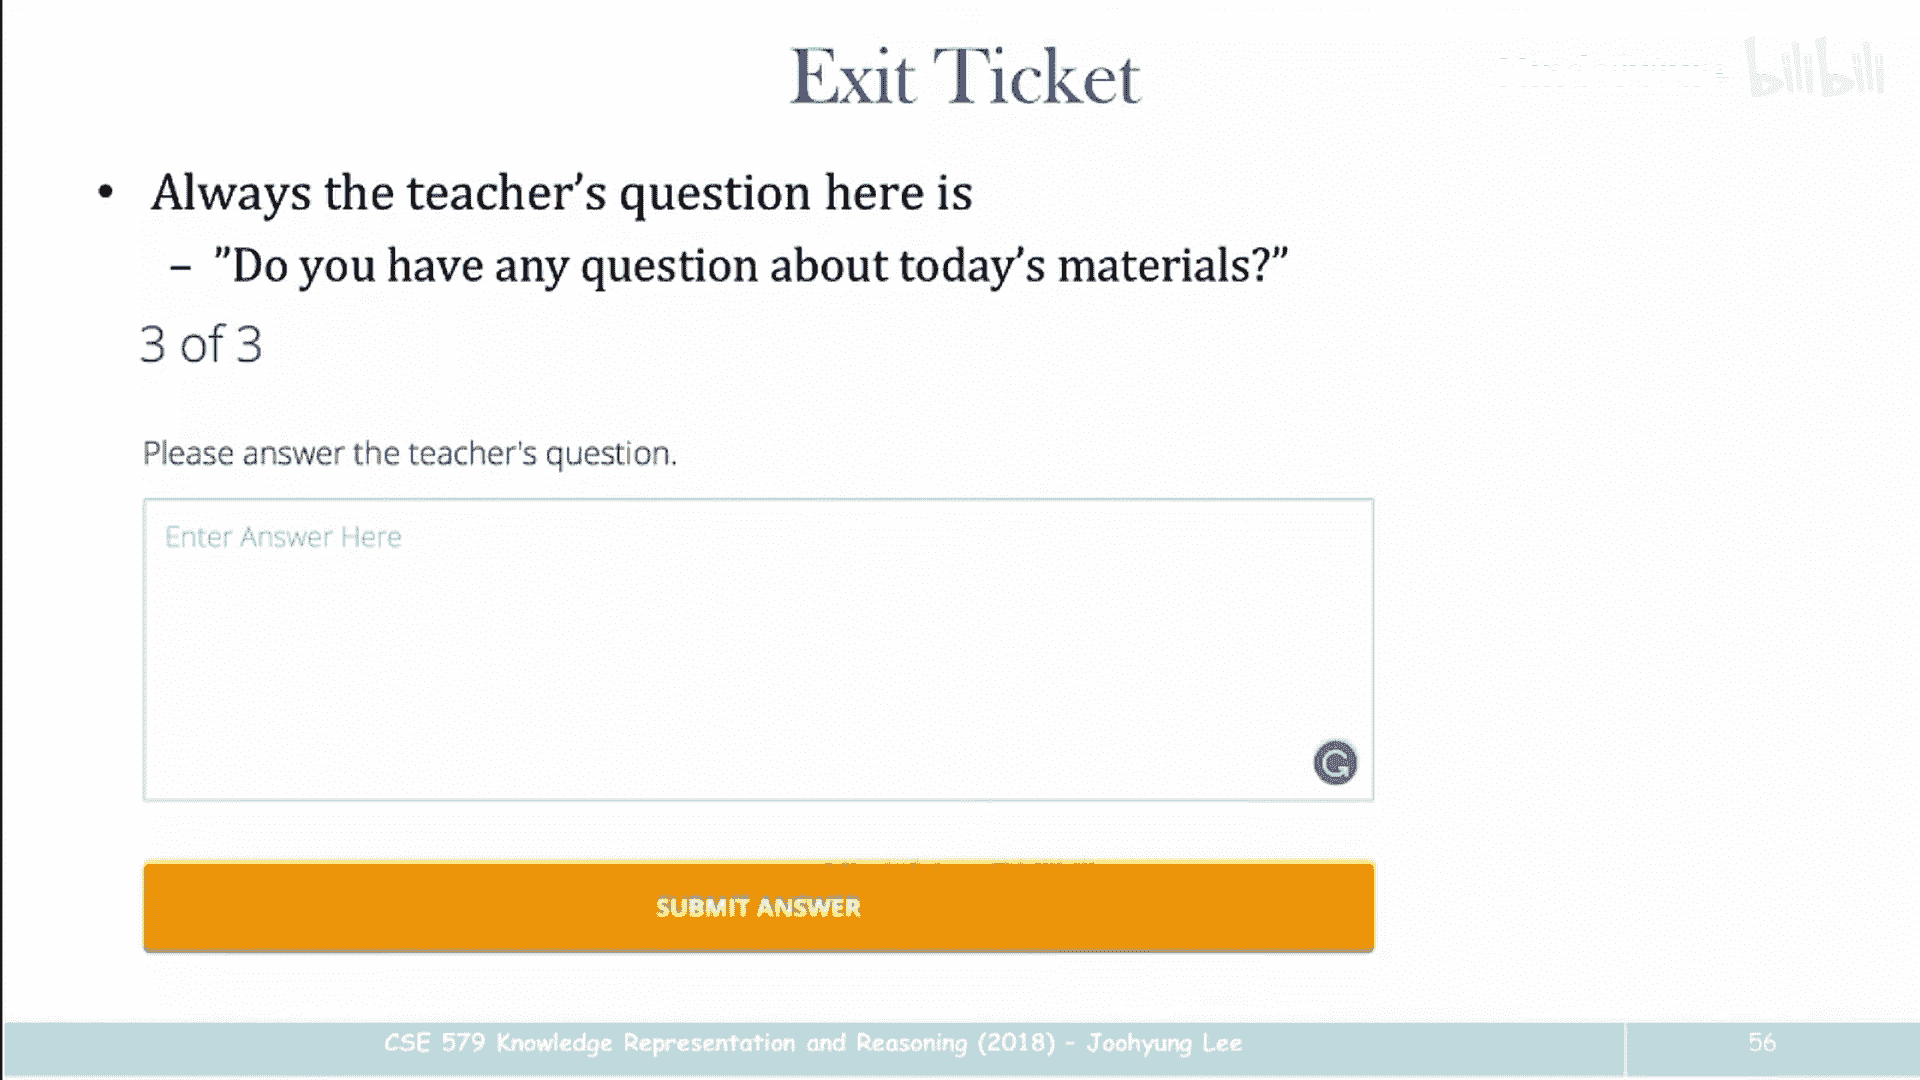 Exit Ticket
bilibili
• Always the teacher’s question here is
– ”Do you have any question about today’s materials?”
3 of 3
Please answer the teacher's question.
Enter Answer Here
SUBMIT ANSWER
CSE 579 Knowledge Representation and Reasoning (2018) - Joohyung Lee
56